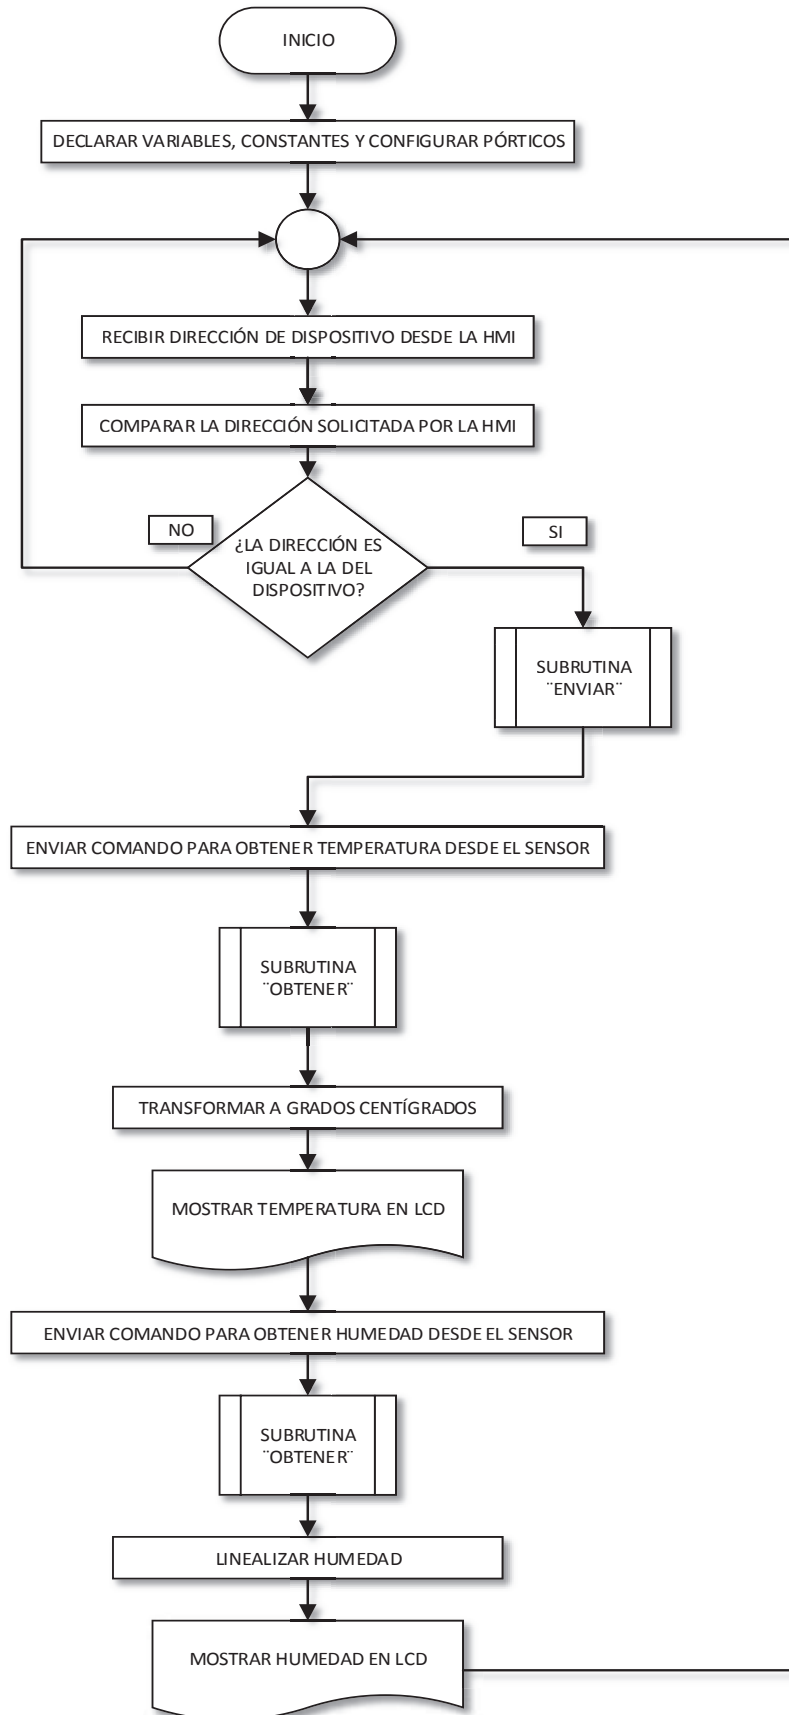 INICIO
DECLARAR VARIABLES, CONSTANTES Y CONFIGURAR PÓRTICOS
RECIBIR DIRECCIÓN DE DISPOSITIVO DESDE LA HMI
COMPARAR LA DIRECCIÓN SOLICITADA POR LA HMI
NO
SI
¿LA DIRECCIÓN ES
IGUAL A LA DEL
DISPOSITIVO?
SUBRUTINA
¨ENVIAR¨
ENVIAR COMANDO PARA OBTENER TEMPERATURA DESDE EL SENSOR
SUBRUTINA
¨OBTENER¨
TRANSFORMAR A GRADOS CENTÍGRADOS
MOSTRAR TEMPERATURA EN LCD
ENVIAR COMANDO PARA OBTENER HUMEDAD DESDE EL SENSOR
SUBRUTINA
¨OBTENER¨
LINEALIZAR HUMEDAD
MOSTRAR HUMEDAD EN LCD